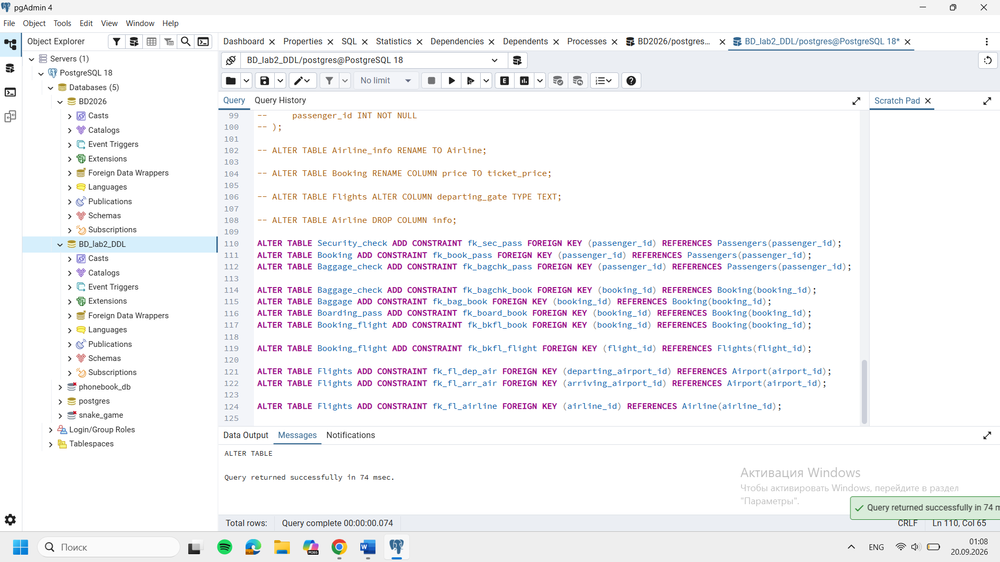 pgAdmin 4
File Object Tools Edit View Window Help
Object Explorer
Dashboard Properties SQL Statistics Dependencies Dependents Processes BD2026/postgres... BD_lab2_DDL/postgres@PostgreSQL 18*
Servers (1)
PostgreSQL 18
Databases (5)
BD2026
Casts
Catalogs
Event Triggers
Extensions
Foreign Data Wrappers
Languages
Publications
Schemas
Subscriptions
BD_lab2_DDL
Casts
Catalogs
Event Triggers
Extensions
Foreign Data Wrappers
Languages
Publications
Schemas
Subscriptions
phonebook_db
postgres
snake_game
Login/Group Roles
Tablespaces
BD_lab2_DDL/postgres@PostgreSQL 18
No limit
E
Query Query History
Scratch Pad
99 -- passenger_id INT NOT NULL
100 -- );
101
102 -- ALTER TABLE Airline_info RENAME TO Airline;
103
104 -- ALTER TABLE Booking RENAME COLUMN price TO ticket_price;
105
106 -- ALTER TABLE Flights ALTER COLUMN departing_gate TYPE TEXT;
107
108 -- ALTER TABLE Airline DROP COLUMN info;
109
110 ALTER TABLE Security_check ADD CONSTRAINT fk_sec_pass FOREIGN KEY (passenger_id) REFERENCES Passengers(passenger_id);
111 ALTER TABLE Booking ADD CONSTRAINT fk_book_pass FOREIGN KEY (passenger_id) REFERENCES Passengers(passenger_id);
112 ALTER TABLE Baggage_check ADD CONSTRAINT fk_bagchk_pass FOREIGN KEY (passenger_id) REFERENCES Passengers(passenger_id);
113
114 ALTER TABLE Baggage_check ADD CONSTRAINT fk_bagchk_book FOREIGN KEY (booking_id) REFERENCES Booking(booking_id);
115 ALTER TABLE Baggage ADD CONSTRAINT fk_bag_book FOREIGN KEY (booking_id) REFERENCES Booking(booking_id);
116 ALTER TABLE Boarding_pass ADD CONSTRAINT fk_board_book FOREIGN KEY (booking_id) REFERENCES Booking(booking_id);
117 ALTER TABLE Booking_flight ADD CONSTRAINT fk_bkfl_book FOREIGN KEY (booking_id) REFERENCES Booking(booking_id);
118
119 ALTER TABLE Booking_flight ADD CONSTRAINT fk_bkfl_flight FOREIGN KEY (flight_id) REFERENCES Flights(flight_id);
120
121 ALTER TABLE Flights ADD CONSTRAINT fk_fl_dep_air FOREIGN KEY (departing_airport_id) REFERENCES Airport(airport_id);
122 ALTER TABLE Flights ADD CONSTRAINT fk_fl_arr_air FOREIGN KEY (arriving_airport_id) REFERENCES Airport(airport_id);
123
124 ALTER TABLE Flights ADD CONSTRAINT fk_fl_airline FOREIGN KEY (airline_id) REFERENCES Airline(airline_id);
125
Data Output Messages Notifications
ALTER TABLE
Query returned successfully in 74 msec.
Активация Windows
Чтобы активировать Windows, перейдите в раздел
"Параметры".
Query returned successfully in 74 m
Total rows: Query complete 00:00:00.074
CRLF Ln 110, Col 65
Поиск
M365
ENG
01:08
20.09.2026